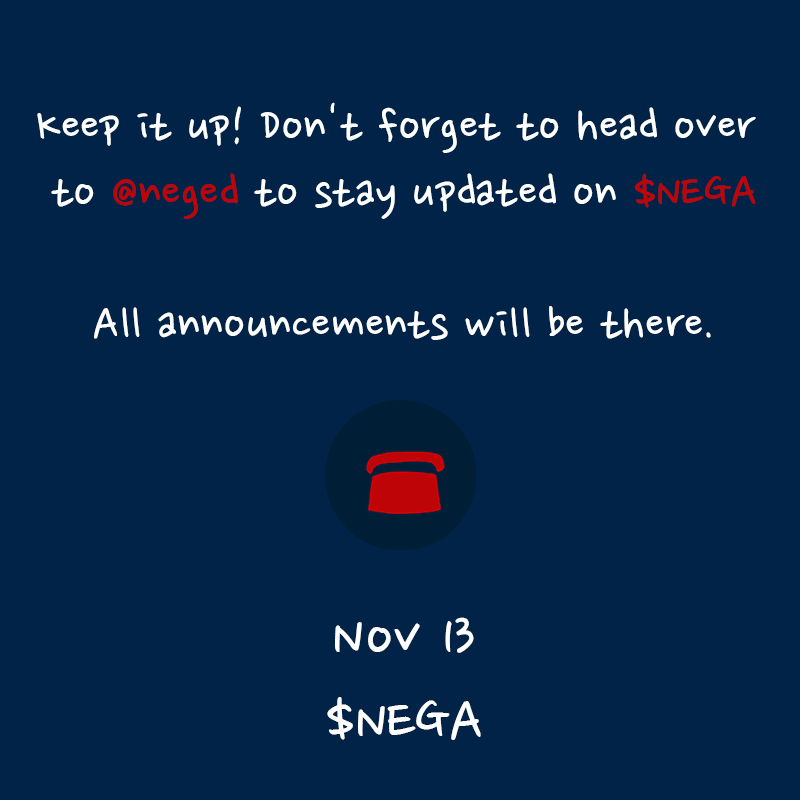 Keep it up! Don't forget to head over
to @neged to stay updated on $NEGA
All announcements will be there.
Nov 13
$NEGA